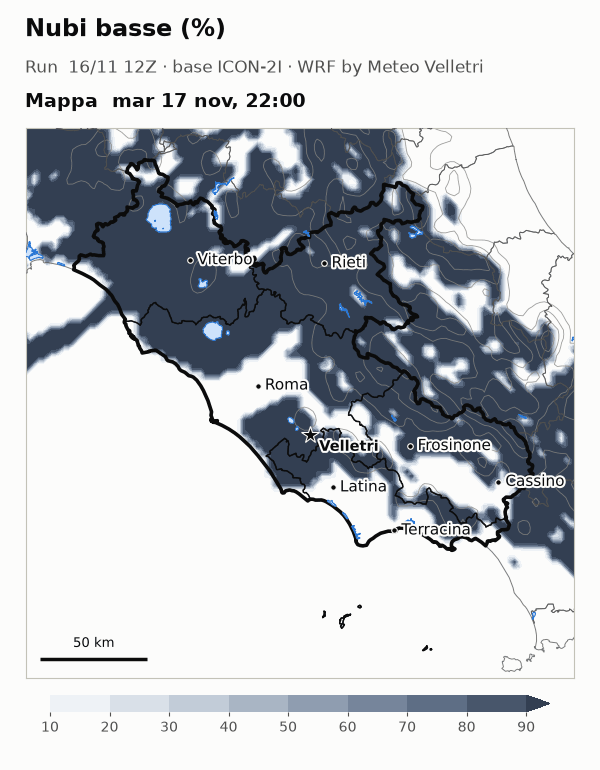 Nubi basse (%)
Run 16/11 12Z · base ICON-2I · WRF by Meteo Velletri
Mappa mar 17 nov, 22:00
Viterbo
Rieti
Roma
Velletri
Frosinone
Latina
Cassino
Terracina
50 km
10 20 30 40 50 60 70 80 90